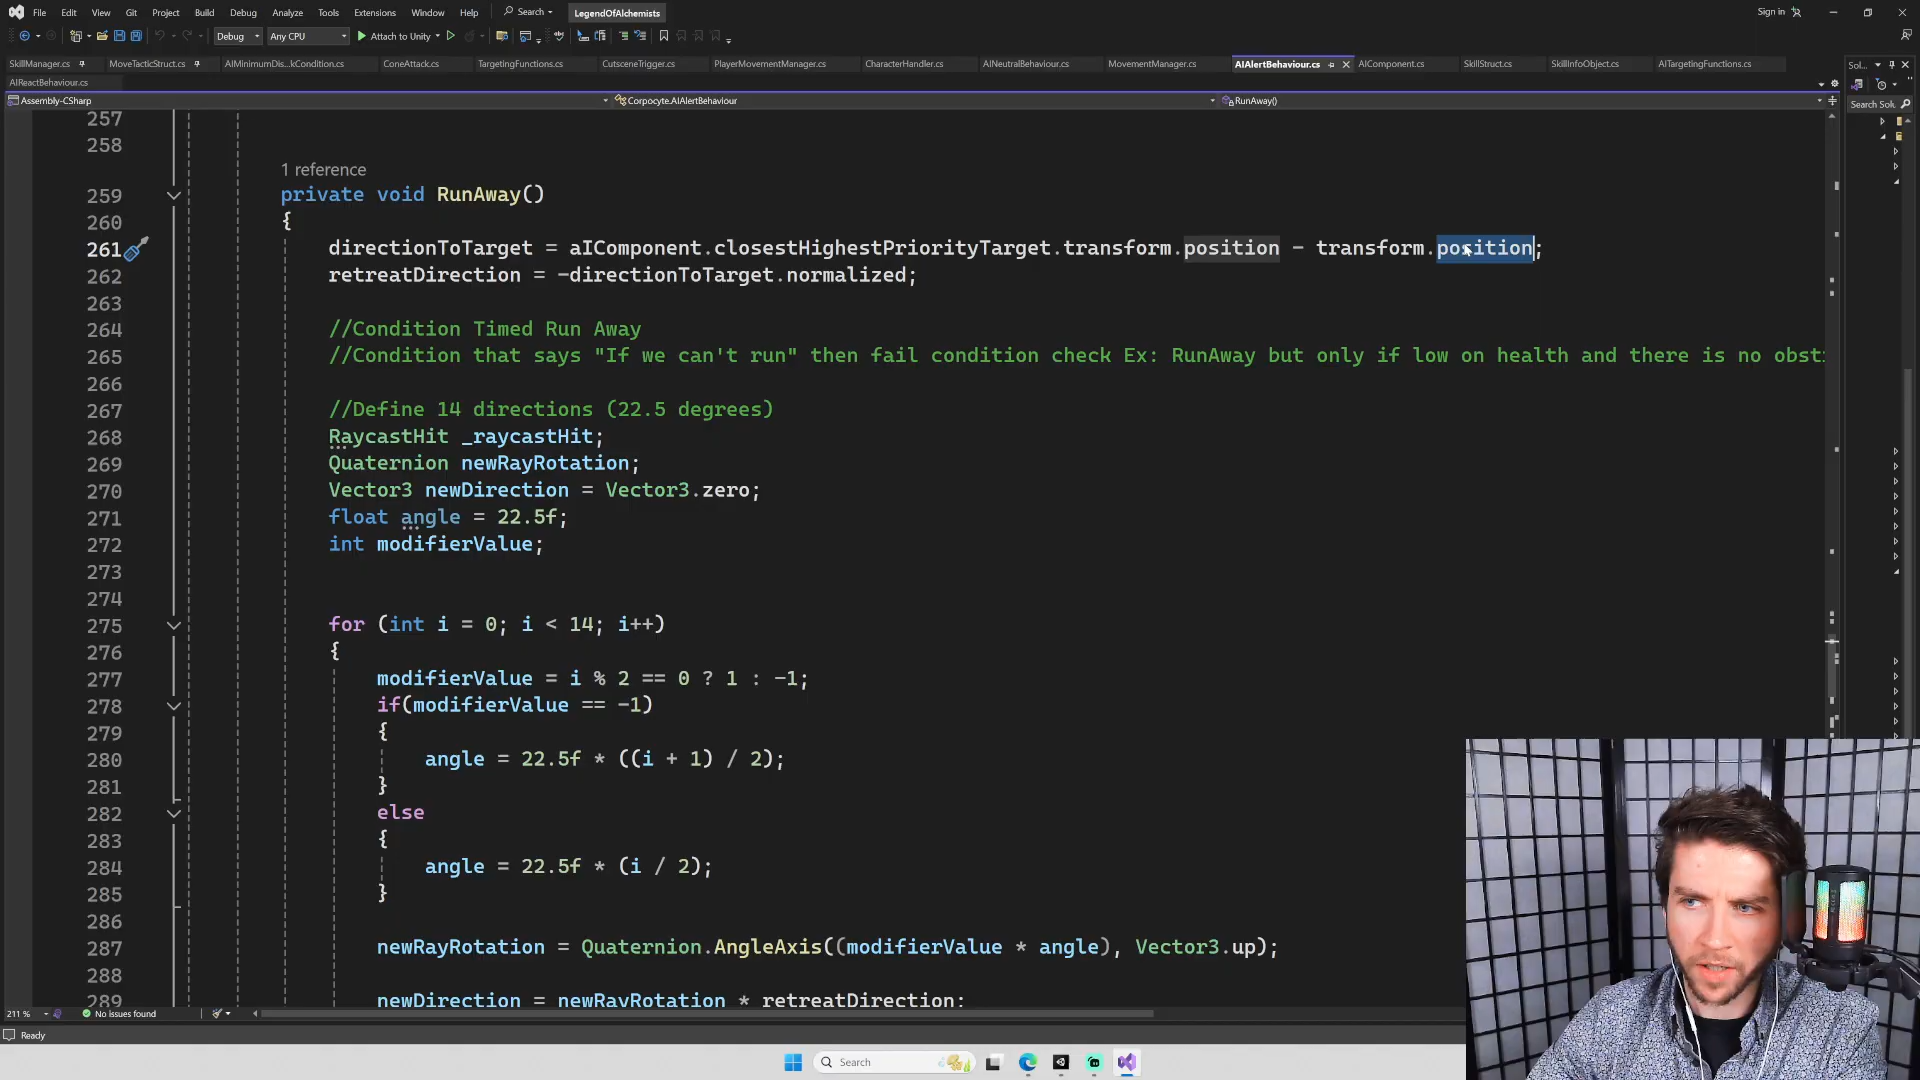 File Edit View Git Project Build Debug Analyze Tools Extensions Window Help Search LegendOfAlchemists Sign in
Debug Any CPU Attach to Unity
SkillManager.cs MoveTacticStruct.cs AIMinimumDis...kCondition.cs ConeAttack.cs TargetingFunctions.cs CutsceneTrigger.cs PlayerMovementManager.cs CharacterHandler.cs AINeutralBehaviour.cs MovementManager.cs AIAlertBehaviour.cs AIComponent.cs SkillStruct.cs SkillInfoObject.cs AITargetingFunctions.cs Sol...
AIReactBehaviour.cs
Assembly-CSharp Corpocyte.AIAlertBehaviour RunAway() Search Solu
257
258
1 reference
259 private void RunAway()
260 {
261 directionToTarget = aIComponent.closestHighestPriorityTarget.transform.position - transform.position;
262 retreatDirection = -directionToTarget.normalized;
263
264 //Condition Timed Run Away
265 //Condition that says "If we can't run" then fail condition check Ex: RunAway but only if low on health and there is no obst
266
267 //Define 14 directions (22.5 degrees)
268 RaycastHit _raycastHit;
269 Quaternion newRayRotation;
270 Vector3 newDirection = Vector3.zero;
271 float angle = 22.5f;
272 int modifierValue;
273
274
275 for (int i = 0; i < 14; i++)
276 {
277 modifierValue = i % 2 == 0 ? 1 : -1;
278 if(modifierValue == -1)
279 {
280 angle = 22.5f * ((i + 1) / 2);
281 }
282 else
283 {
284 angle = 22.5f * (i / 2);
285 }
286
287 newRayRotation = Quaternion.AngleAxis((modifierValue * angle), Vector3.up);
288
289 newDirection = newRayRotation * retreatDirection;
211 % No issues found
Ready
Search